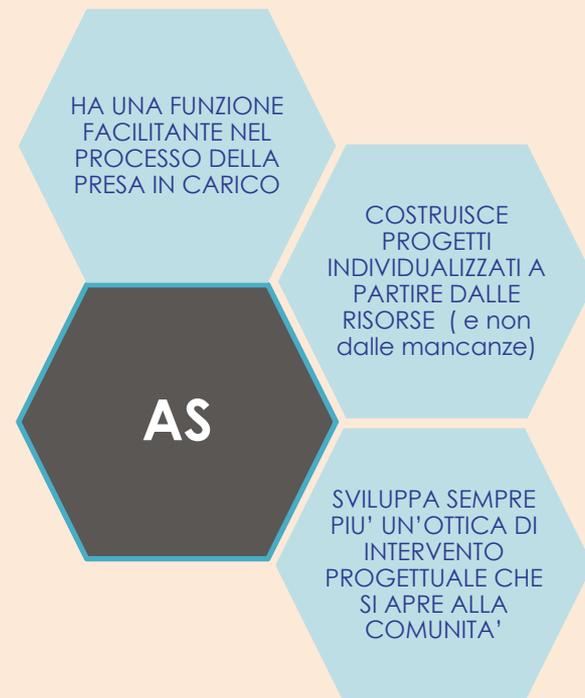 HA UNA FUNZIONE
FACILITANTE NEL
PROCESSO DELLA
PRESA IN CARICO
COSTRUISCE
PROGETTI
INDIVIDUALIZZATI A
PARTIRE DALLE
RISORSE ( e non
dalle mancanze)
AS
SVILUPPA SEMPRE
PIU’ UN’OTTICA DI
INTERVENTO
PROGETTUALE CHE
SI APRE ALLA
COMUNITA’